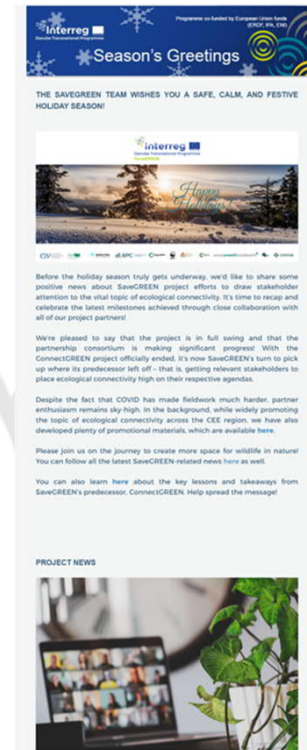 Interreg
Danube Transnational Programme
Programme co-funded by European Union funds
(ERDF, IPA, ENI)
Season's Greetings
THE SAVEGREEN TEAM WISHES YOU A SAFE, CALM, AND FESTIVE
HOLIDAY SEASON!
Interreg
Danube Transnational Programme
SaveGREEN
Happy
Holidays
Before the holiday season truly gets underway, we'd like to share some
positive news about SaveGREEN project efforts to draw stakeholder
attention to the vital topic of ecological connectivity. It's time to recap and
celebrate the latest milestones achieved through close collaboration with
all of our project partners!
We're pleased to say that the project is in full swing and that the
partnership consortium is making significant progress! With the
ConnectGREEN project officially ended, it's now SaveGREEN's turn to pick
up where its predecessor left off – that is, getting relevant stakeholders to
place ecological connectivity high on their respective agendas.
Despite the fact that COVID has made fieldwork much harder, partner
enthusiasm remains sky-high. In the background, while widely promoting
the topic of ecological connectivity across the CEE region, we have also
developed plenty of promotional materials, which are available here.
Please join us on the journey to create more space for wildlife in nature!
You can follow all the latest SaveGREEN-related news here as well.
You can also learn here about the key lessons and takeaways from
SaveGREEN's predecessor, ConnectGREEN. Help spread the message!
PROJECT NEWS